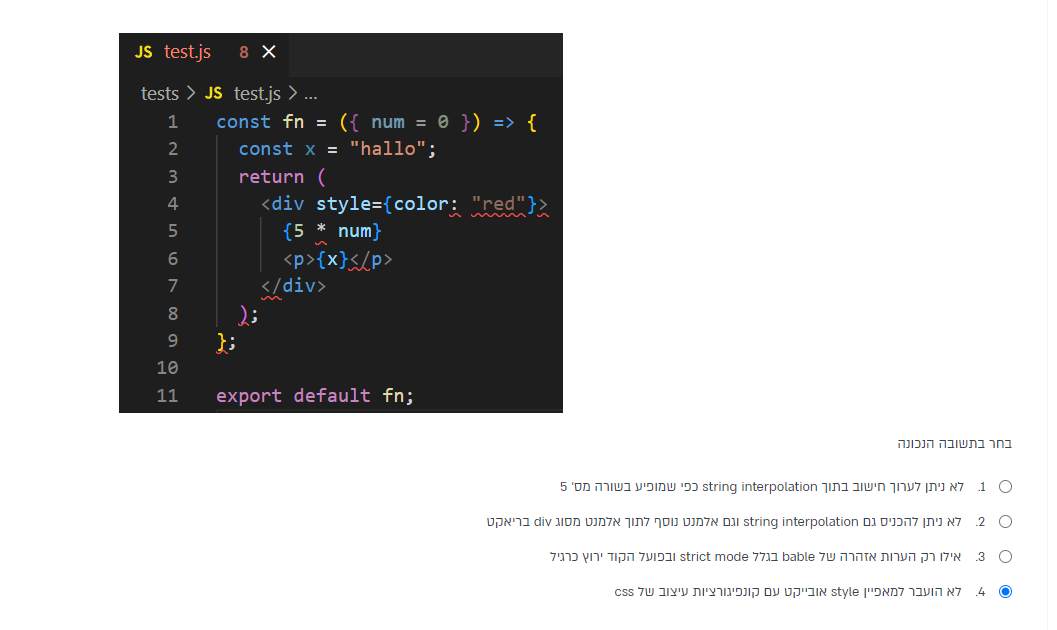 JS test.js 8 ×
tests > JS test.js > ...
1 const fn = ({ num = 0 }) => {
2 const x = "hallo";
3 return (
4 <div style={color: "red"}>
5 {5 * num}
6 <p>{x}</p>
7 </div>
8 );
9 };
10
11 export default fn;
בחר בתשובה הנכונה
1. לא ניתן לערוך חישוב בתוך string interpolation כפי שמופיע בשורה מס' 5
2. לא ניתן להכניס גם string interpolation וגם אלמנט נוסף לתוך אלמנט מסוג div בריאקט
3. אילו רק הערות אזהרה של bable בגלל strict mode ובפועל הקוד ירוץ כרגיל
4. לא הועבר למאפיין style אובייקט עם קונפיגורציות עיצוב של css